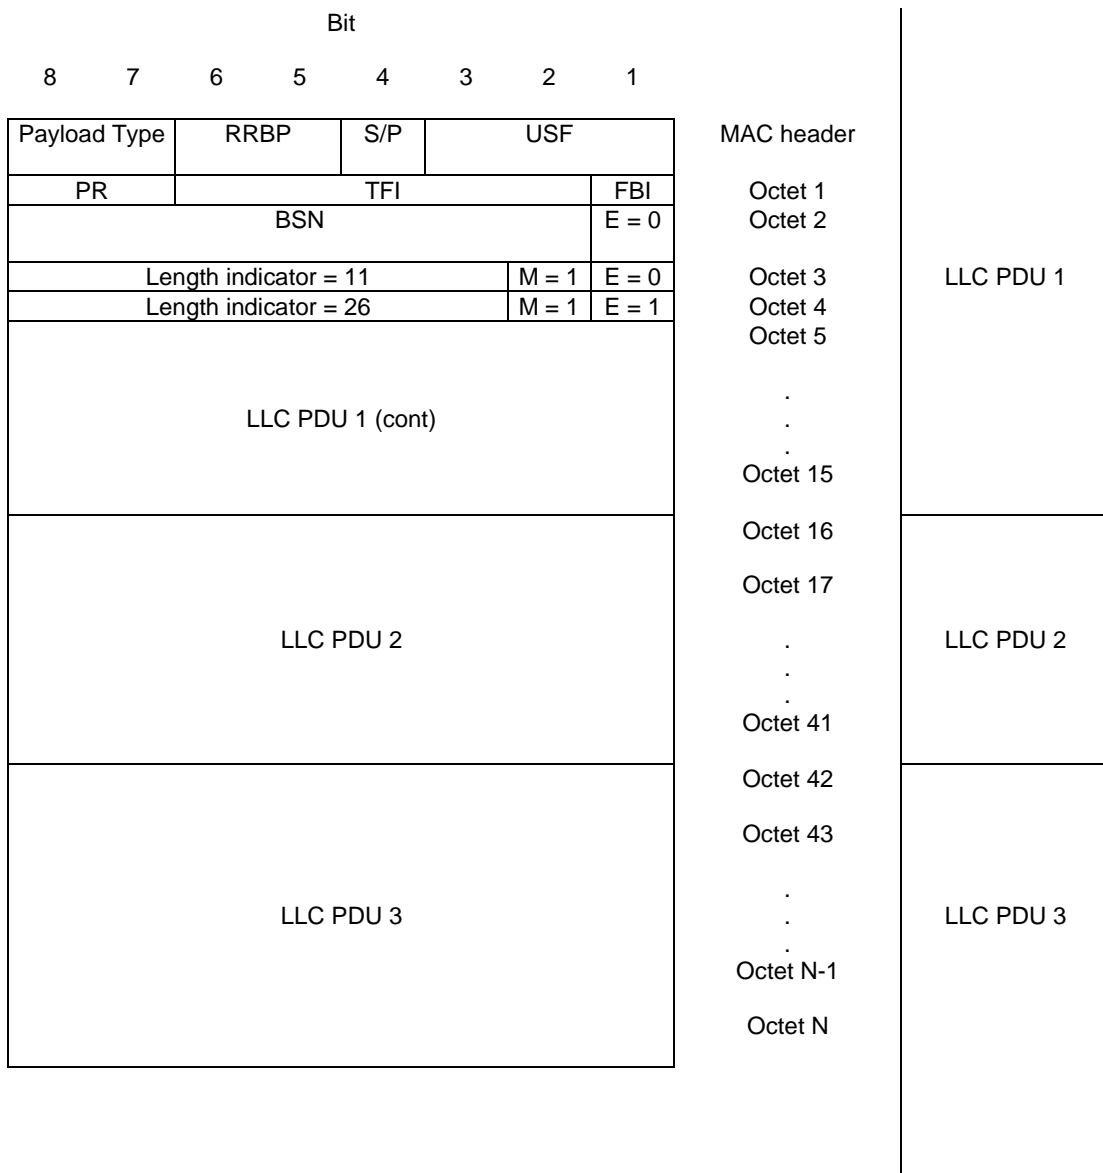 Bit
8 7 6 5 4 3 2 1
Payload Type RRBP S/P USF MAC header
PR TFI FBI Octet 1
BSN E = 0 Octet 2
Length indicator = 11 M = 1 E = 0 Octet 3 LLC PDU 1
Length indicator = 26 M = 1 E = 1 Octet 4
Octet 5
.
LLC PDU 1 (cont) .
.
Octet 15
Octet 16
Octet 17
LLC PDU 2 . LLC PDU 2
.
.
Octet 41
Octet 42
Octet 43
.
LLC PDU 3 . LLC PDU 3
.
Octet N-1
Octet N